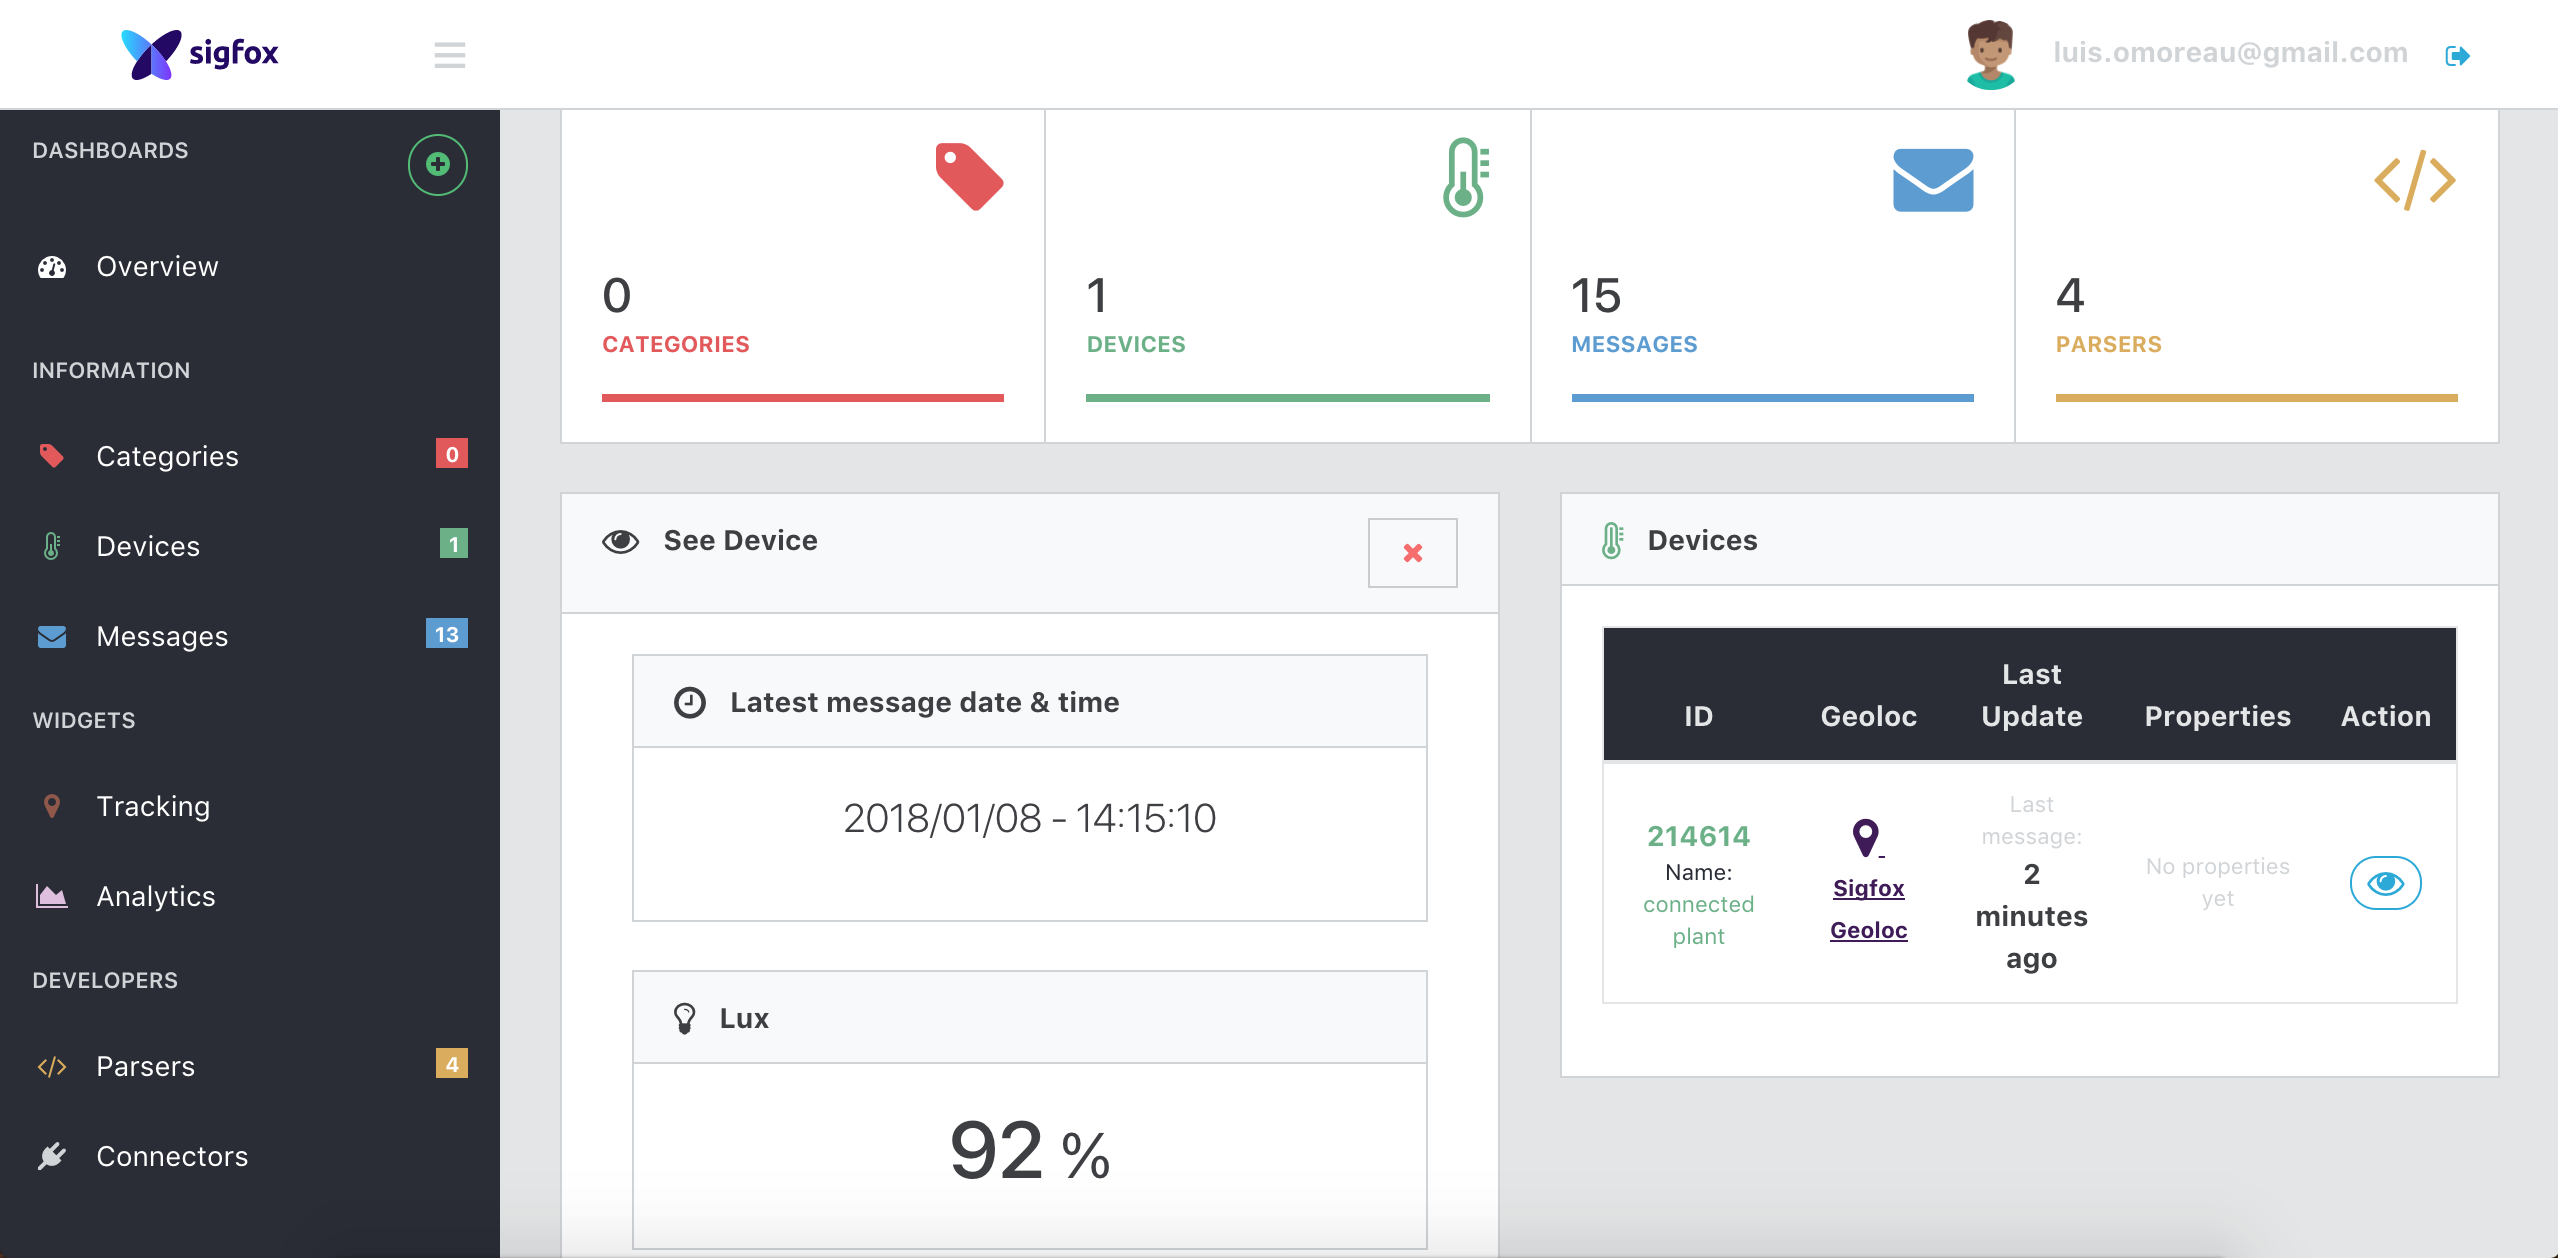 sigfox
luis.omoreau@gmail.com
DASHBOARDS
Overview
INFORMATION
Categories 0
Devices 1
Messages 13
WIDGETS
Tracking
Analytics
DEVELOPERS
Parsers 4
Connectors
0
CATEGORIES
1
DEVICES
15
MESSAGES
4
PARSERS
See Device
Latest message date & time
2018/01/08 - 14:15:10
Lux
92 %
Devices
ID Geoloc Last Update Properties Action
214614
Name:
connected
plant
Sigfox
Geoloc
Last
message:
2
minutes
ago
No properties
yet